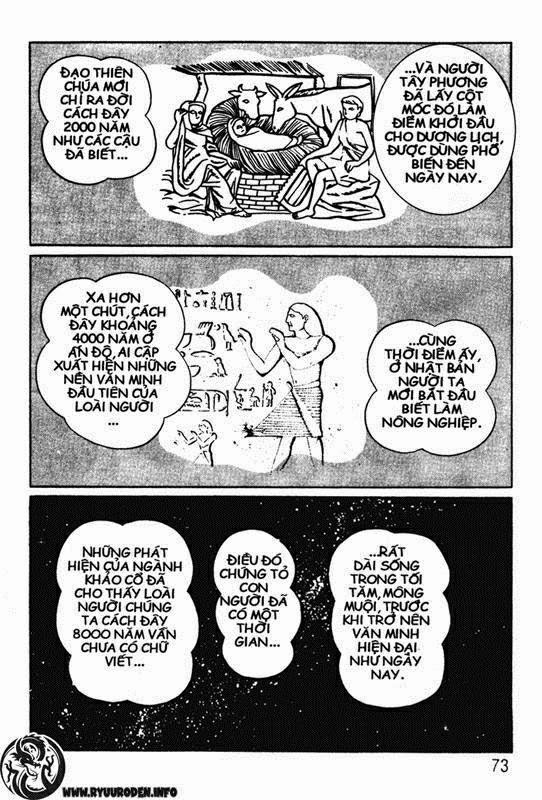 ĐẠO THIÊN
CHÚA MỚI
CHỈ RA ĐỜI
CÁCH ĐÂY
2000 NĂM
NHƯ CÁC CẬU
ĐÃ BIẾT...
...VÀ NGƯỜI
TÂY PHƯƠNG
ĐÃ LẤY CỘT
MỐC ĐÓ LÀM
ĐIỂM KHỞI ĐẦU
CHO DƯƠNG LỊCH,
ĐƯỢC DÙNG PHỔ
BIẾN ĐẾN
NGÀY NAY.
XA HƠN
MỘT CHÚT, CÁCH
ĐÂY KHOẢNG
4000 NĂM Ở
ẤN ĐỘ, AI CẬP
XUẤT HIỆN NHỮNG
NỀN VĂN MINH
ĐẦU TIÊN CỦA
LOÀI NGƯỜI
...
...CÙNG
THỜI ĐIỂM ẤY,
Ở NHẬT BẢN
NGƯỜI TA
MỚI BẮT ĐẦU
BIẾT LÀM
NÔNG NGHIỆP.
NHỮNG PHÁT
HIỆN CỦA NGÀNH
KHẢO CỔ ĐÃ
CHO THẤY LOÀI
NGƯỜI CHÚNG
TA CÁCH ĐÂY
8000 NĂM VẪN
CHƯA CÓ CHỮ
VIẾT...
ĐIỀU ĐÓ
CHỨNG TỎ
CON
NGƯỜI ĐÃ
CÓ MỘT
THỜI
GIAN...
...RẤT
DÀI SỐNG
TRONG TỐI
TĂM, MÔNG
MUỘI, TRƯỚC
KHI TRỞ NÊN
VĂN MINH
HIỆN ĐẠI
NHƯ NGÀY
NAY.
73
WWW.RYUURODEN.INFO